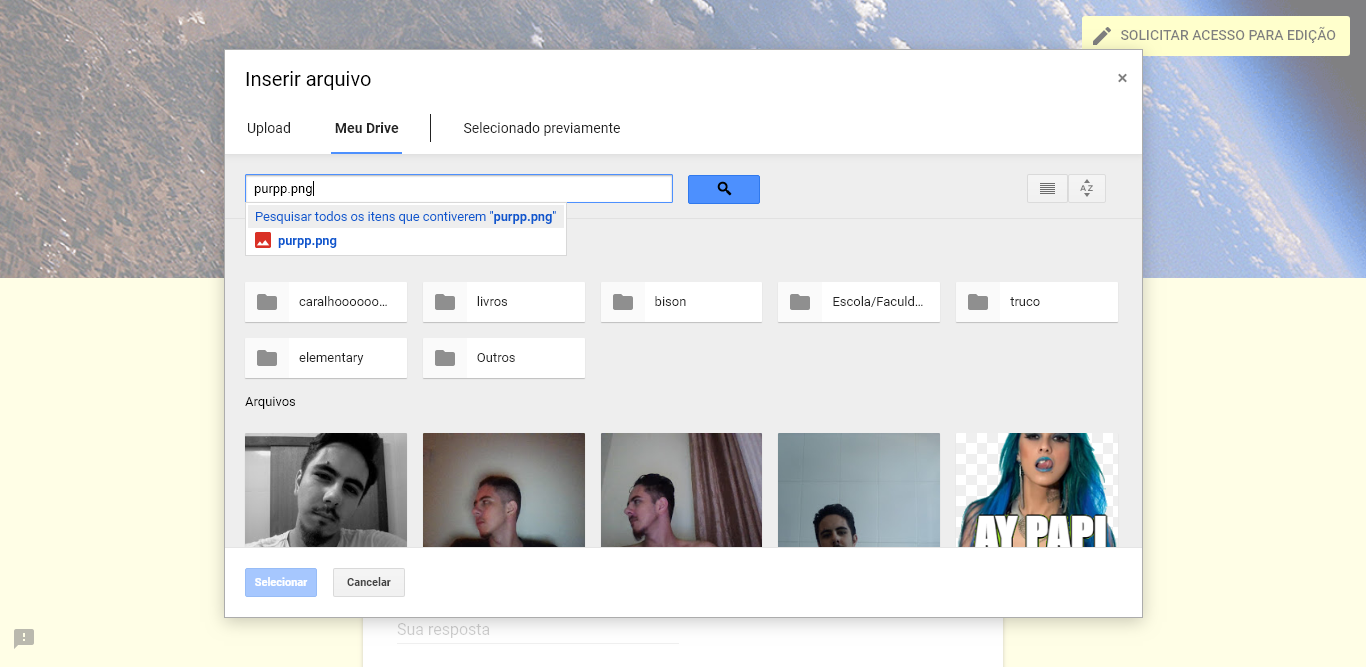 SOLICITAR ACESSO PARA EDIÇÃO
Inserir arquivo
×
Upload
Meu Drive
Selecionado previamente
purpp.png
AZ
Pesquisar todos os itens que contiverem "purpp.png"
purpp.png
caralhooooooo...
livros
bison
Escola/Faculd...
truco
elementary
Outros
Arquivos
AY PAPI
Selecionar
Cancelar
Sua resposta